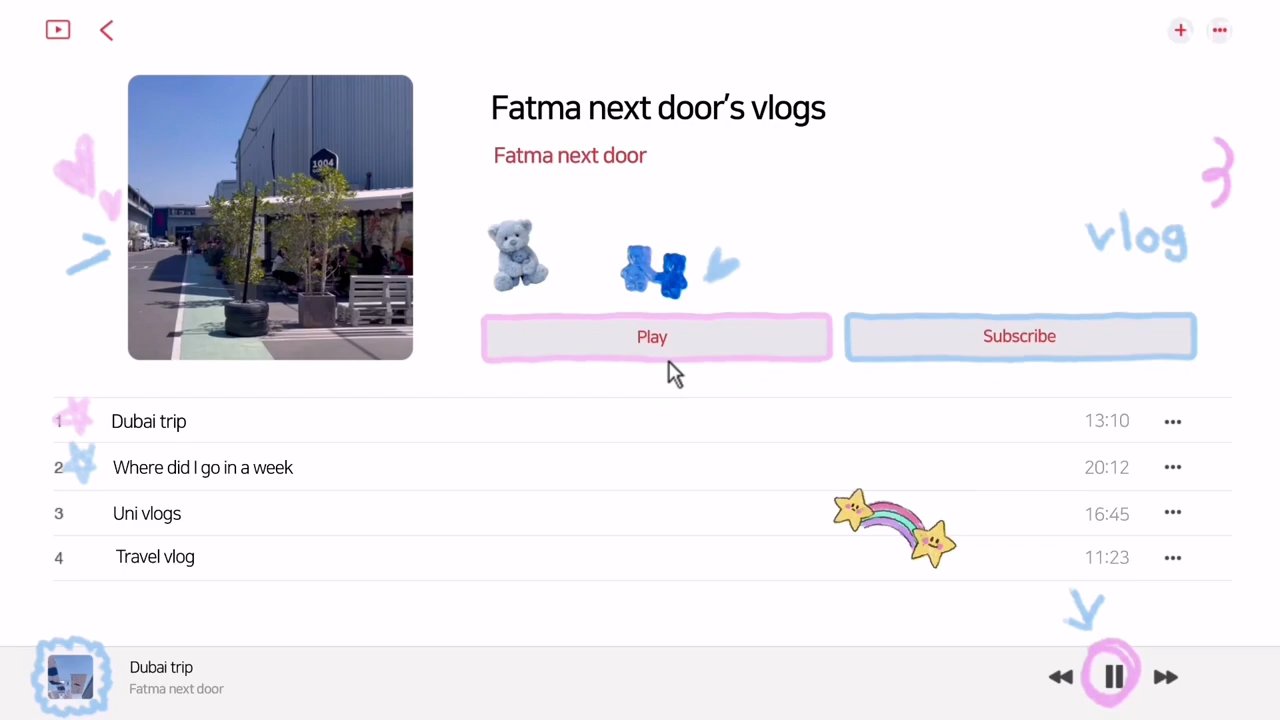 Fatma next door's vlogs
Fatma next door
1004
vlog
Play
Subscribe
1 Dubai trip 13:10
2 Where did I go in a week 20:12
3 Uni vlogs 16:45
4 Travel vlog 11:23
Dubai trip
Fatma next door